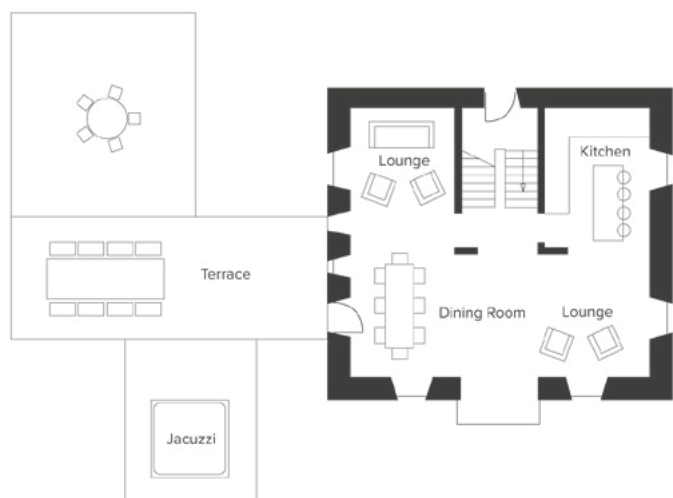 Lounge
Kitchen
Terrace
Dining Room
Lounge
Jacuzzi